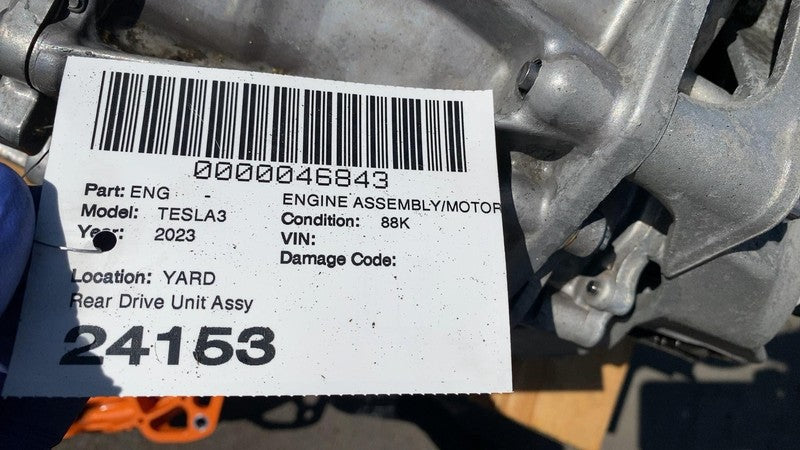 0000046843
Part: ENG - ENGINE ASSEMBLY/MOTOR
Model: TESLA3 Condition: 88K
Year: 2023 VIN:
Damage Code:
Location: YARD
Rear Drive Unit Assy
24153